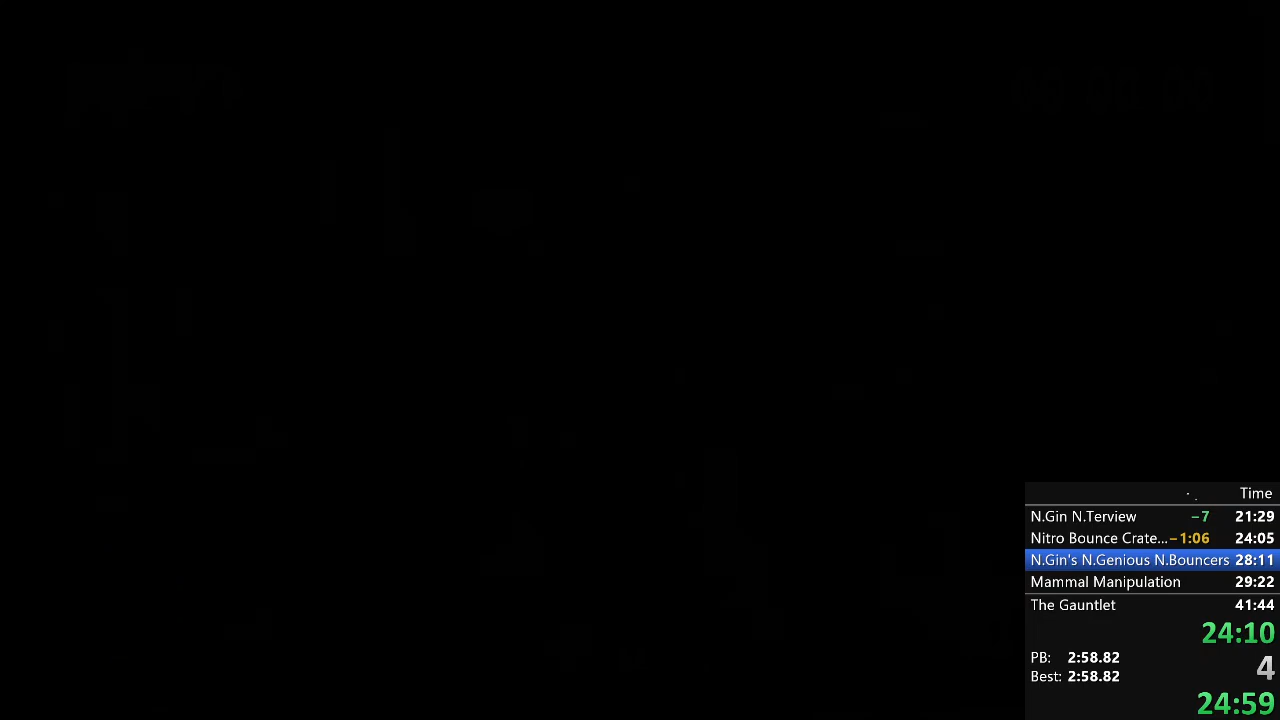 Time
N.Gin N.Terview −7 21:29
Nitro Bounce Crate... −1:06 24:05
N.Gin's N.Genious N.Bouncers 28:11
Mammal Manipulation 29:22
The Gauntlet 41:44
24:10
PB: 2:58.82
4
Best: 2:58.82
24:59